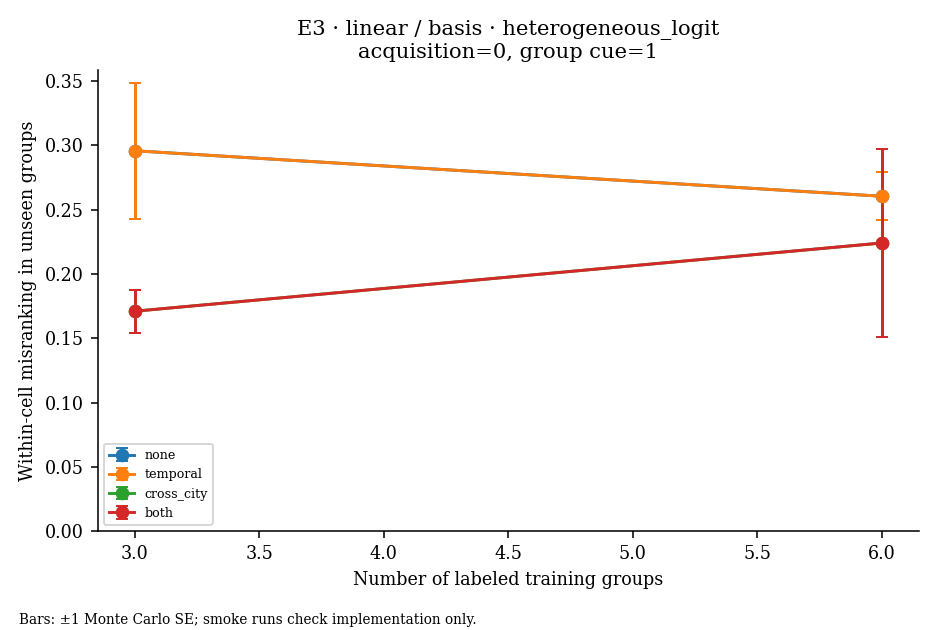 E3 · linear / basis · heterogeneous_logit
acquisition=0, group cue=1
Within-cell misranking in unseen groups
0.35
0.30
0.25
0.20
0.15
0.10
0.05
0.00
none
temporal
cross_city
both
3.0 3.5 4.0 4.5 5.0 5.5 6.0
Number of labeled training groups
Bars: ±1 Monte Carlo SE; smoke runs check implementation only.